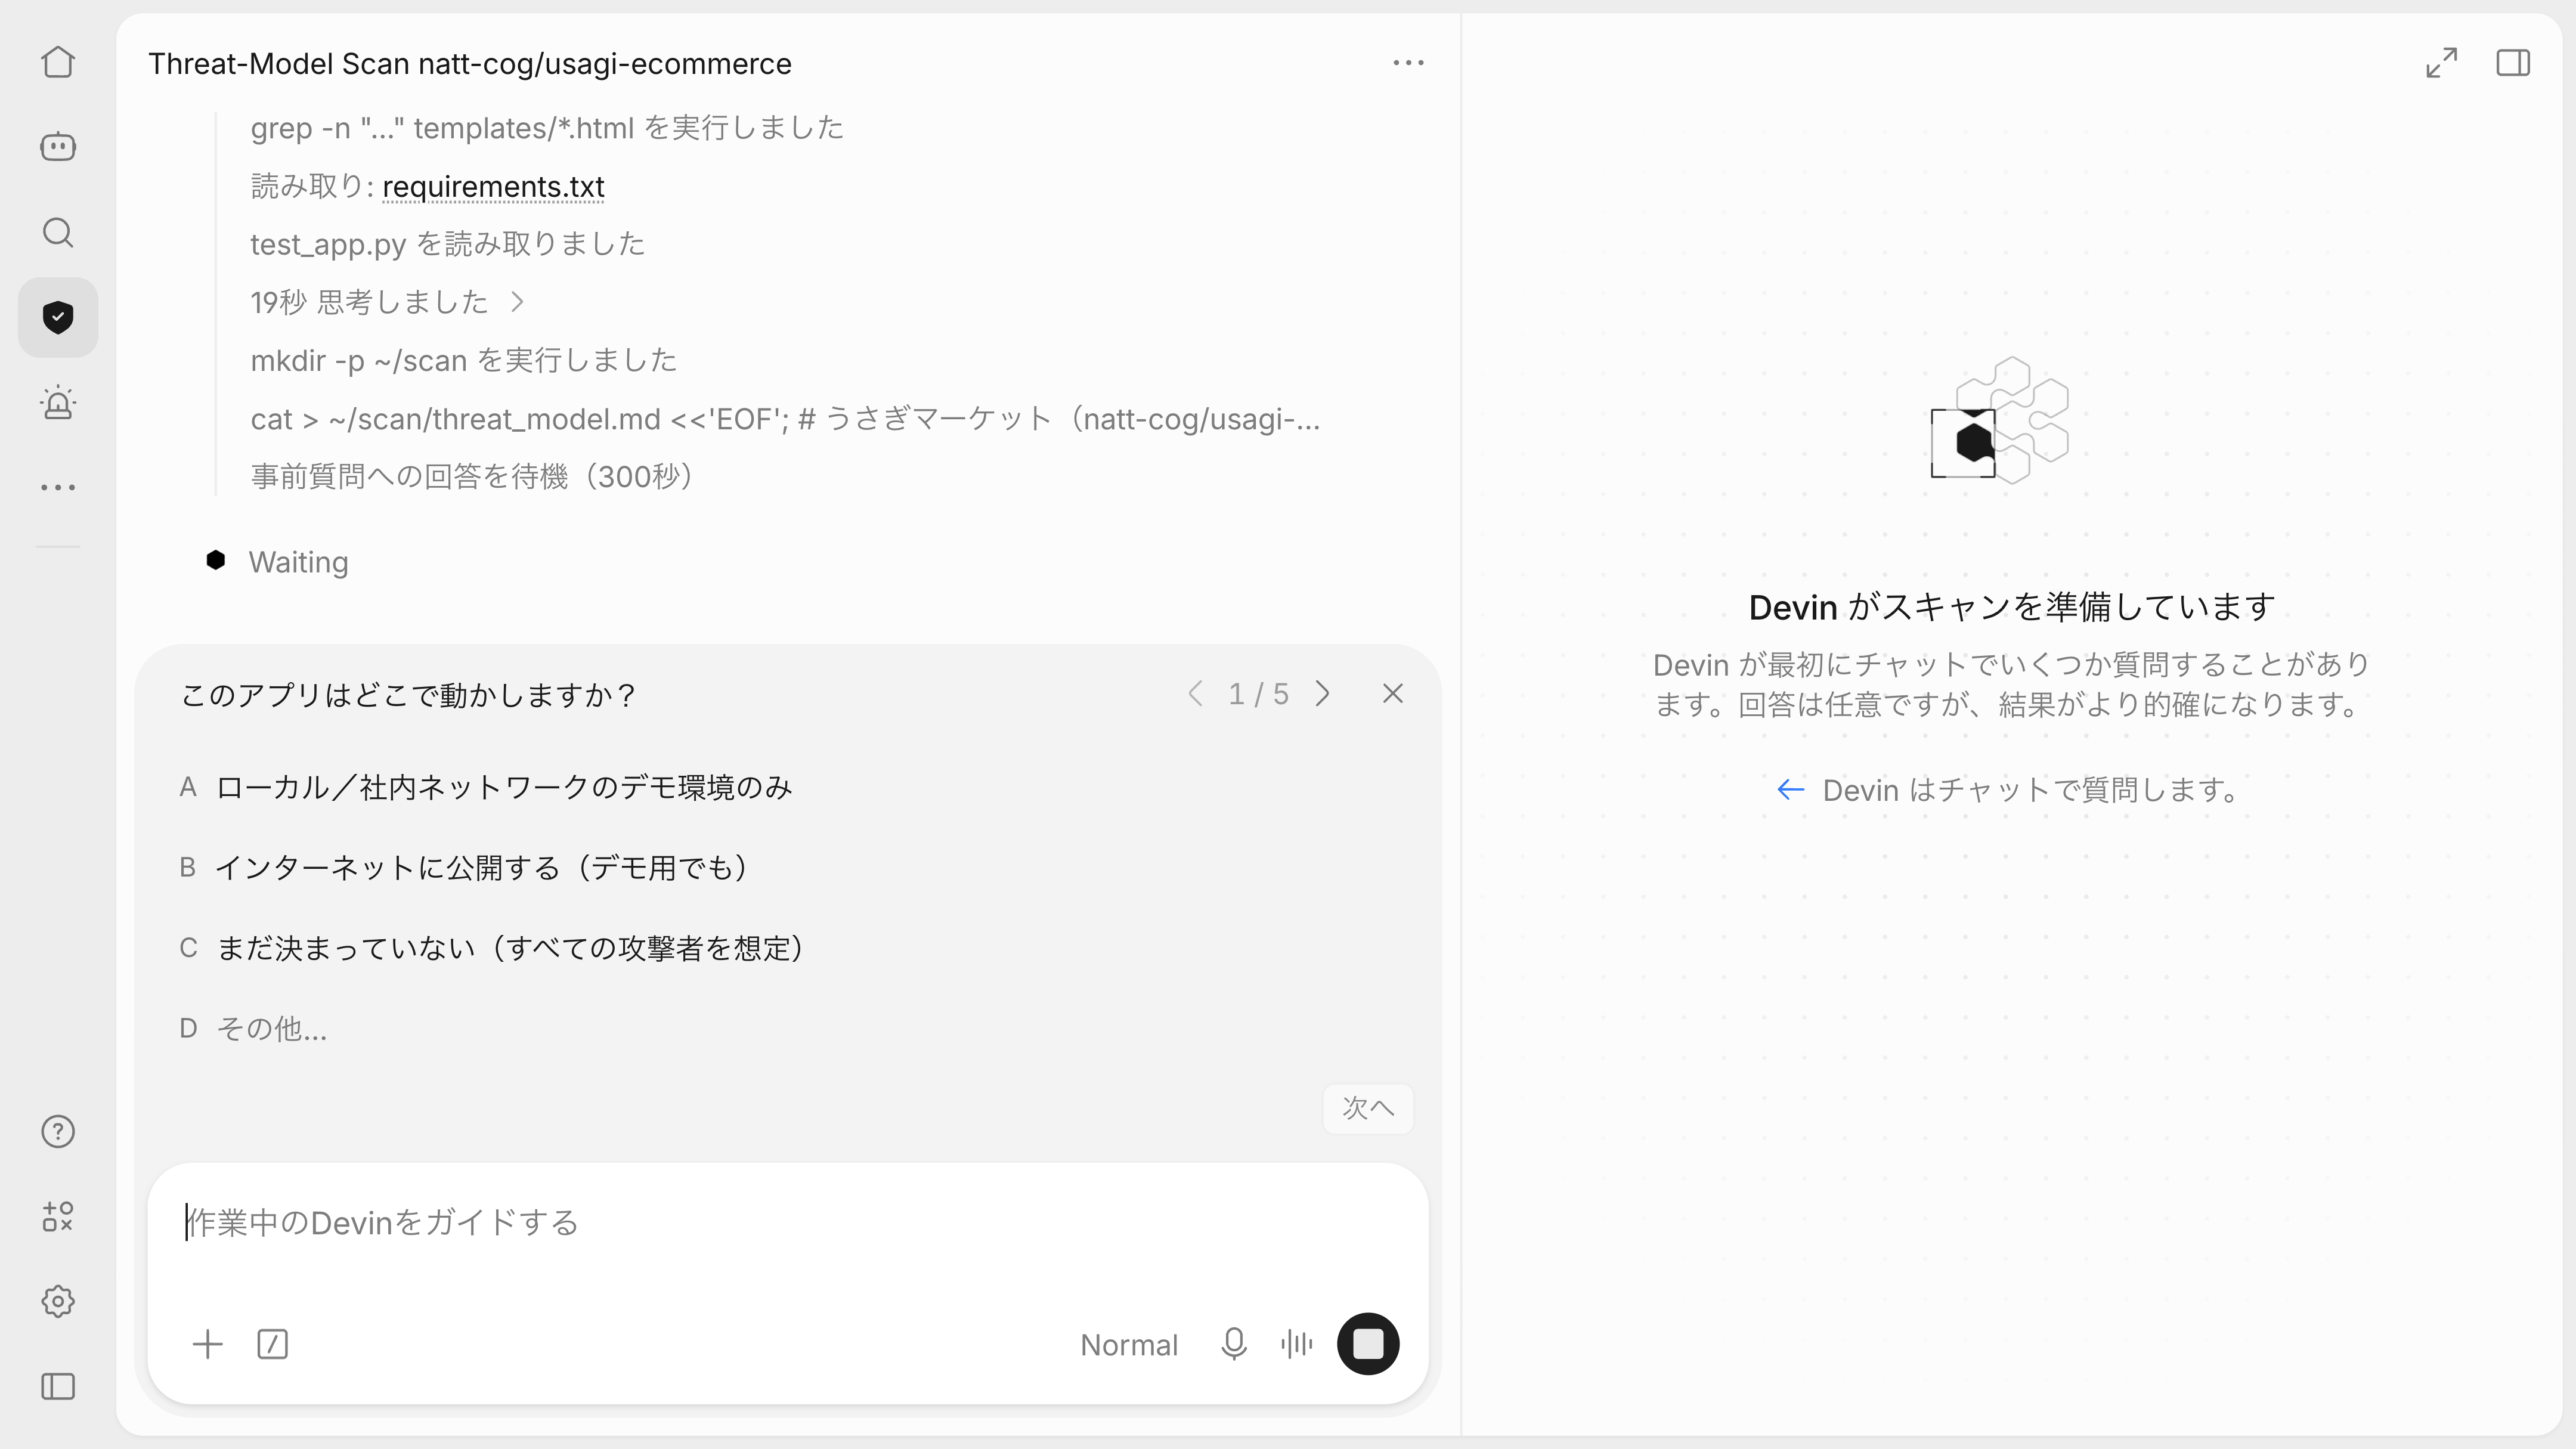 Threat-Model Scan natt-cog/usagi-ecommerce
grep -n "..." templates/*.html を実行しました
読み取り: requirements.txt
test_app.py を読み取りました
19秒 思考しました
mkdir -p ~/scan を実行しました
cat > ~/scan/threat_model.md <<'EOF'; # うさぎマーケット（natt-cog/usagi-...
事前質問への回答を待機（300秒）
Waiting
このアプリはどこで動かしますか？
1 / 5
A ローカル／社内ネットワークのデモ環境のみ
B インターネットに公開する（デモ用でも）
C まだ決まっていない（すべての攻撃者を想定）
D その他...
次へ
作業中のDevinをガイドする
Normal
Devin がスキャンを準備しています
Devin が最初にチャットでいくつか質問することがあり
ます。回答は任意ですが、結果がより的確になります。
Devin はチャットで質問します。